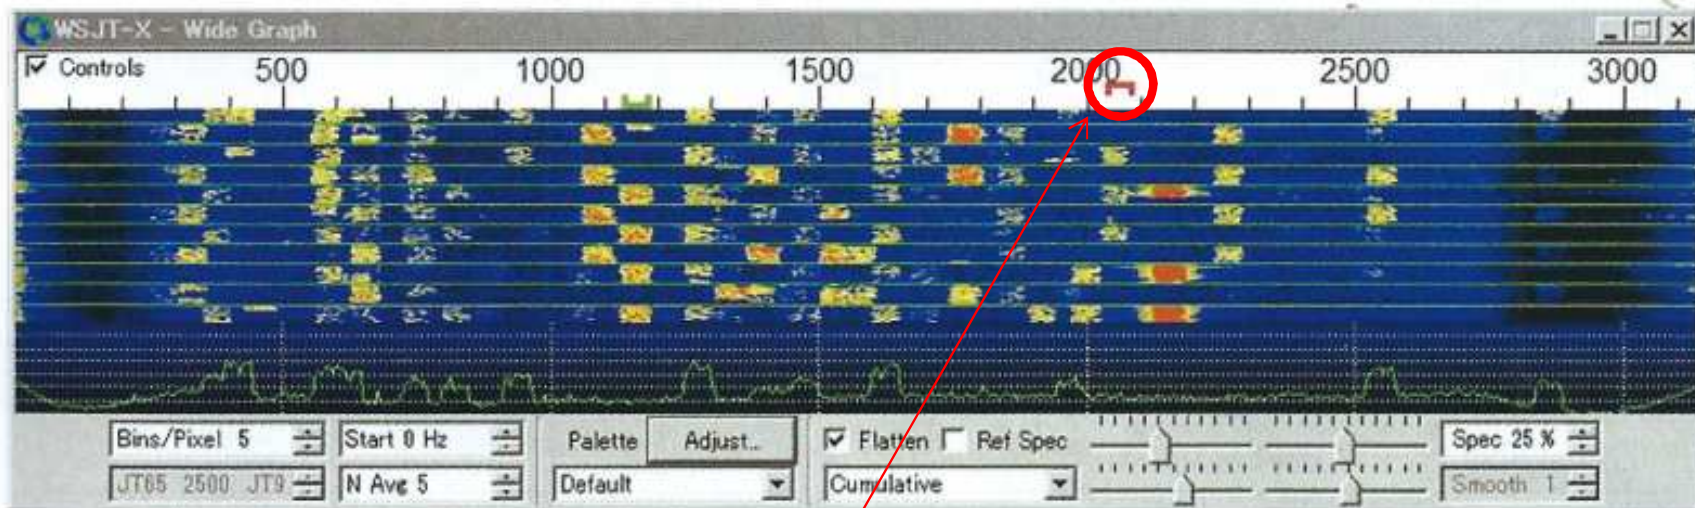 WSJT-X - Wide Graph
Controls 500 1000 1500 2000 2500 3000
Bins/Pixel 5 Start 0 Hz Palette Adjust... Flatten Ref Spec Spec 25 %
JT65 2500 JT9 N Avg 5 Default Cumulative Smooth 1